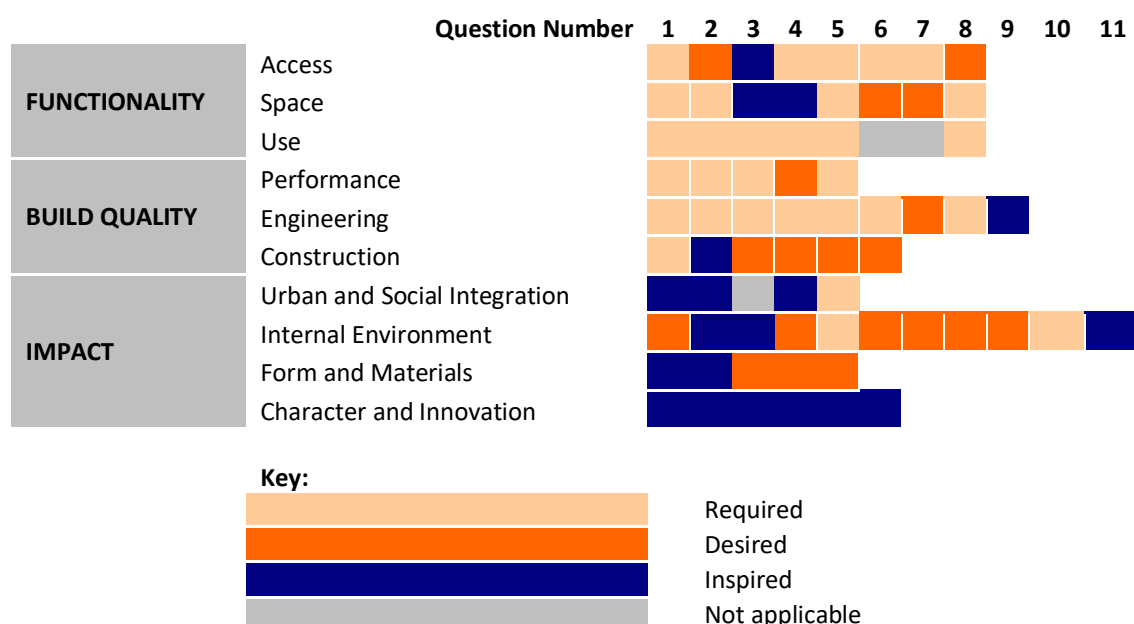 Question Number 1 2 3 4 5 6 7 8 9 10 11
FUNCTIONALITY
Access
Space
Use
BUILD QUALITY
Performance
Engineering
Construction
IMPACT
Urban and Social Integration
Internal Environment
Form and Materials
Character and Innovation
Key:
Required
Desired
Inspired
Not applicable